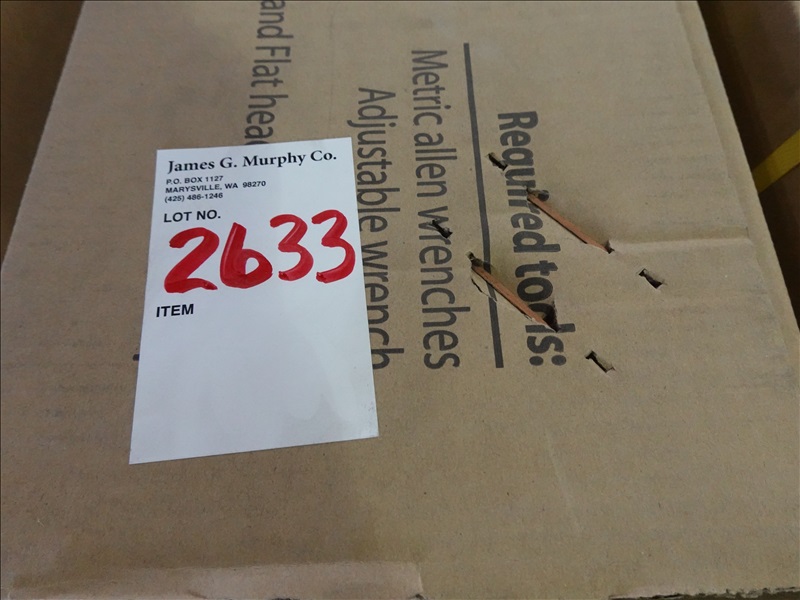 James G. Murphy Co.
P.O. BOX 1127
MARYSVILLE, WA 98270
(425) 486-1246
LOT NO.
2633
ITEM
Required tools:
Metric allen wrenches
Adjustable wrench
and Flat